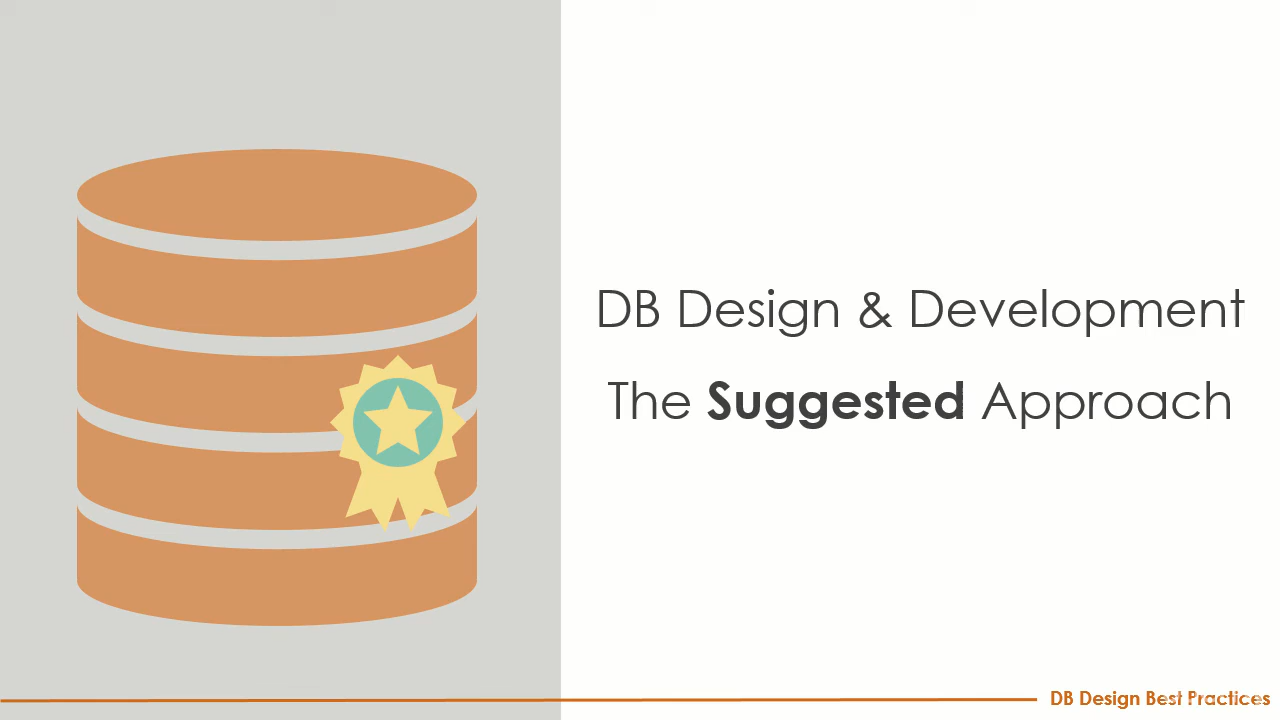 DB Design & Development
The Suggested Approach
DB Design Best Practices